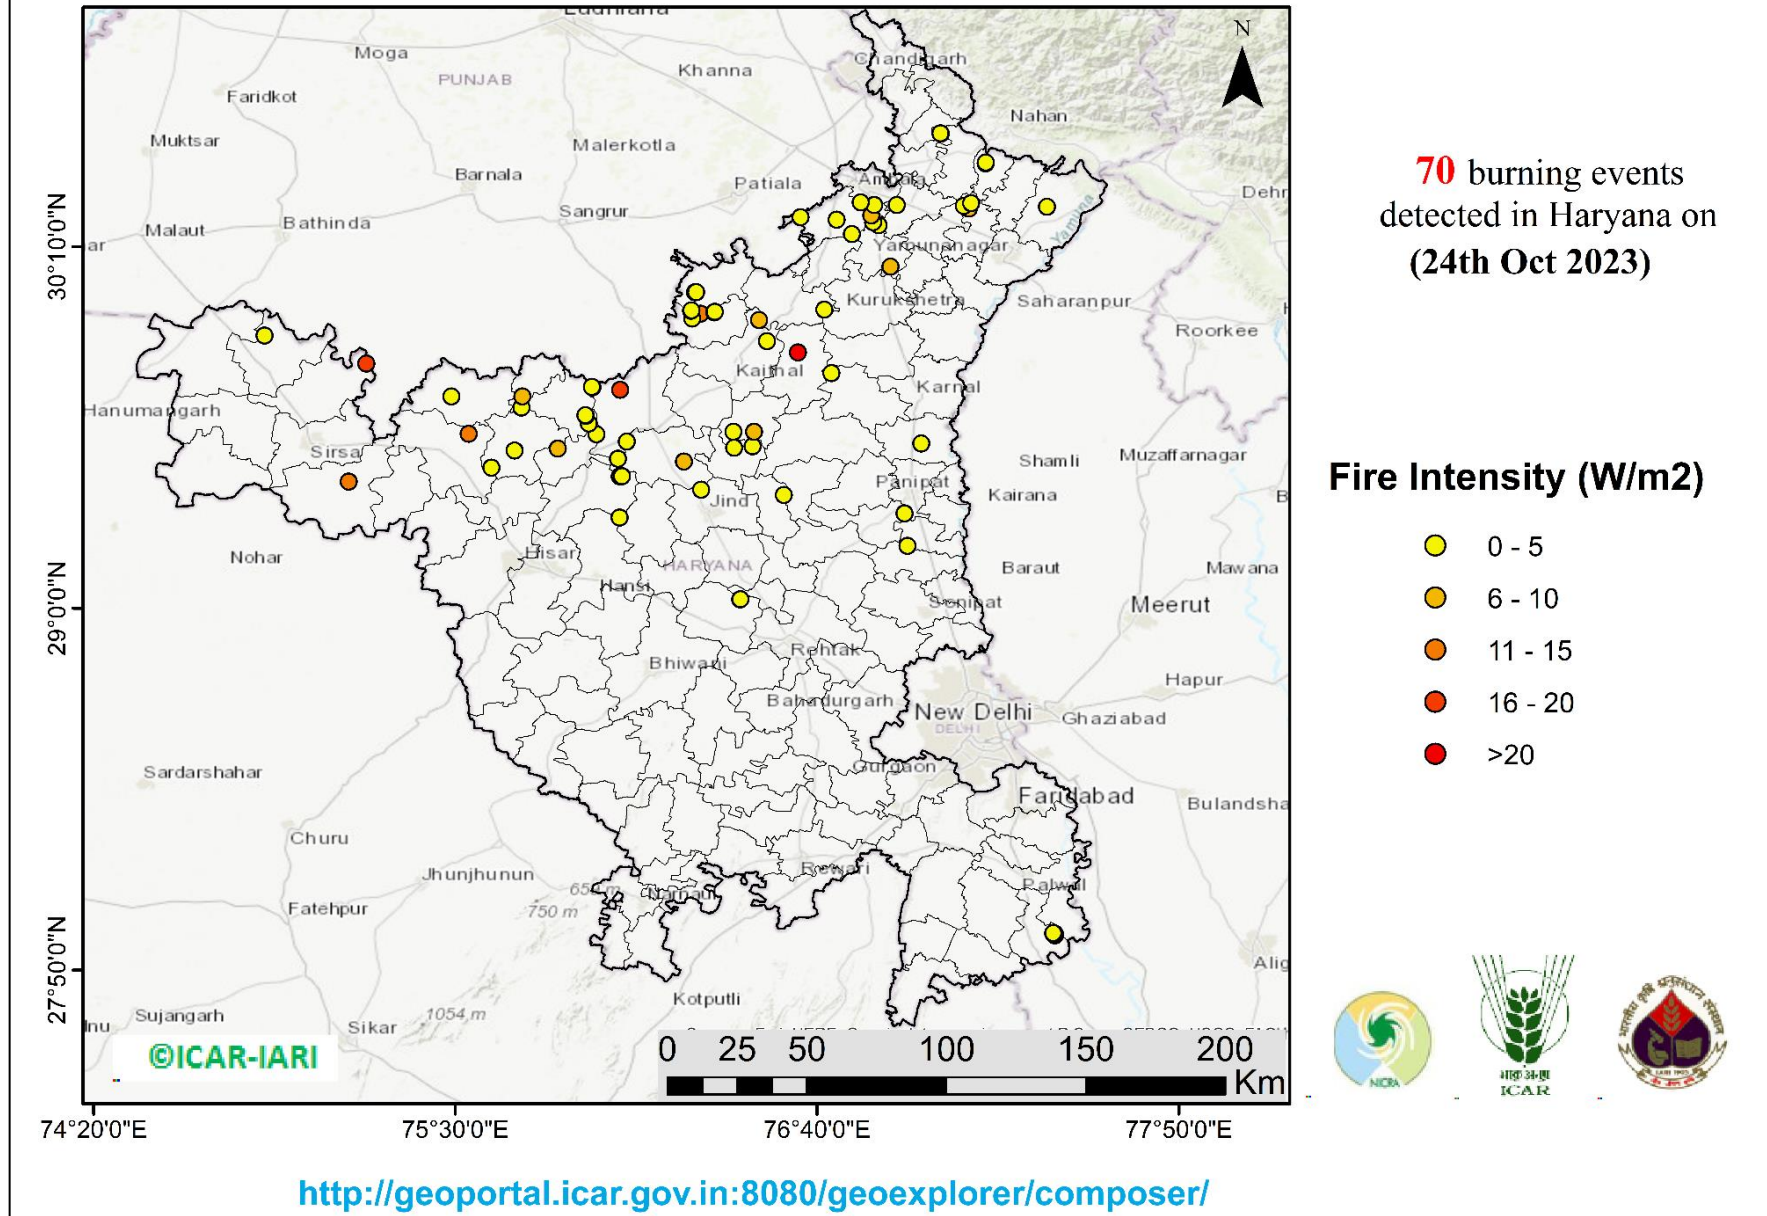 Moga
PUNJAB
Khanna
Chandigarh
Faridkot
Nahan
Muktsar
Malerkotla
Barnala
Patiala
Ambala
Sangrur
Bathinda
Malaut
Yamunanagar
Yamuna
Kurukshetra
Saharanpur
Roorkee
Kaithal
Karnal
Hanumangarh
Sirsa
Shamli
Muzaffarnagar
Panipat
Kairana
Jind
Nohar
Hisar
HARYANA
Baraut
Mawana
Hansi
Sonipat
Meerut
Rohtak
Bhiwani
Hapur
Bahadurgarh
New Delhi
DELHI
Ghaziabad
Gurgaon
Sardarshahar
Faridabad
Bulandsha
Churu
Rewari
Jhunjhunun
Palwal
Narnaul
Fatehpur
750 m
Alig
Kotputli
Sujangarh
1054 m
Sikar
N
©ICAR-IARI
0 25 50 100 150 200
Km
30°10'0"N
29°0'0"N
27°50'0"N
74°20'0"E 75°30'0"E 76°40'0"E 77°50'0"E
70 burning events
detected in Haryana on
(24th Oct 2023)
Fire Intensity (W/m2)
0 - 5
6 - 10
11 - 15
16 - 20
>20
NICRA
ICAR
http://geoportal.icar.gov.in:8080/geoexplorer/composer/